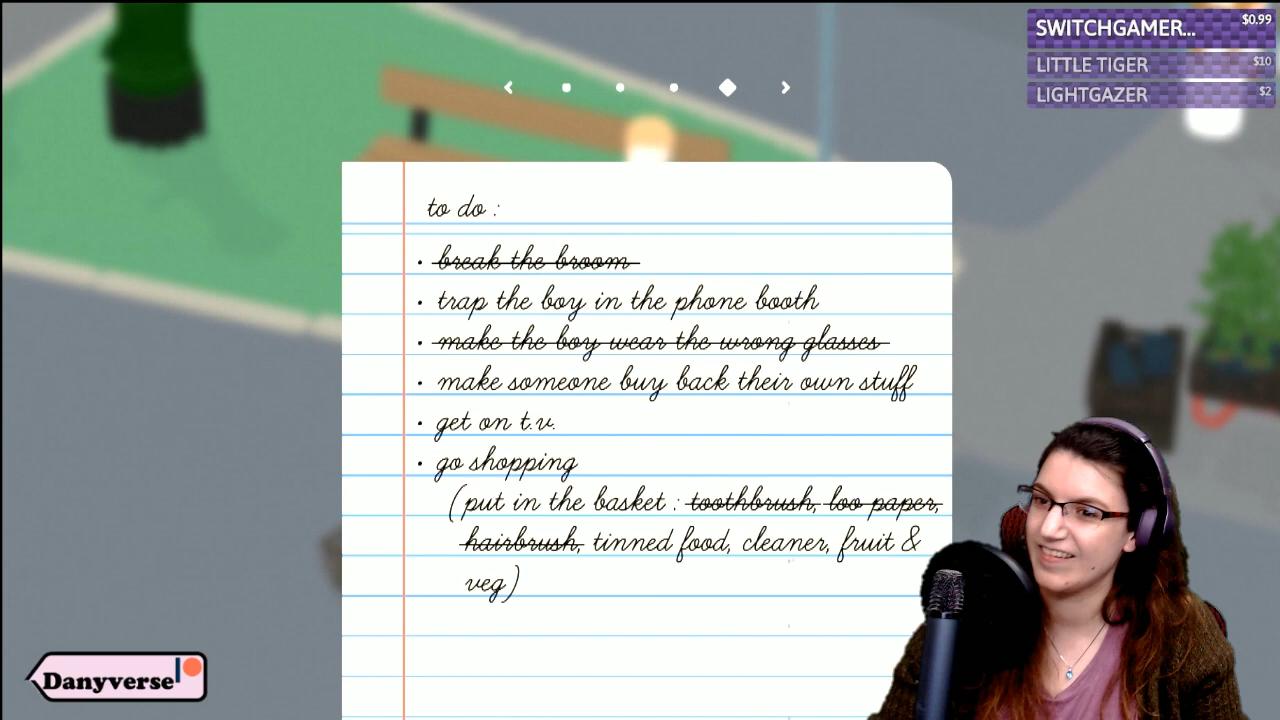 SWITCHGAMER... $0.99
LITTLE TIGER $10
LIGHTGAZER $2
to do :
• break the broom
• trap the boy in the phone booth
• make the boy wear the wrong glasses
• make someone buy back their own stuff
• get on t.v.
• go shopping
(put in the basket : toothbrush, loo paper,
hairbrush, tinned food, cleaner, fruit &
veg)
Danyverse